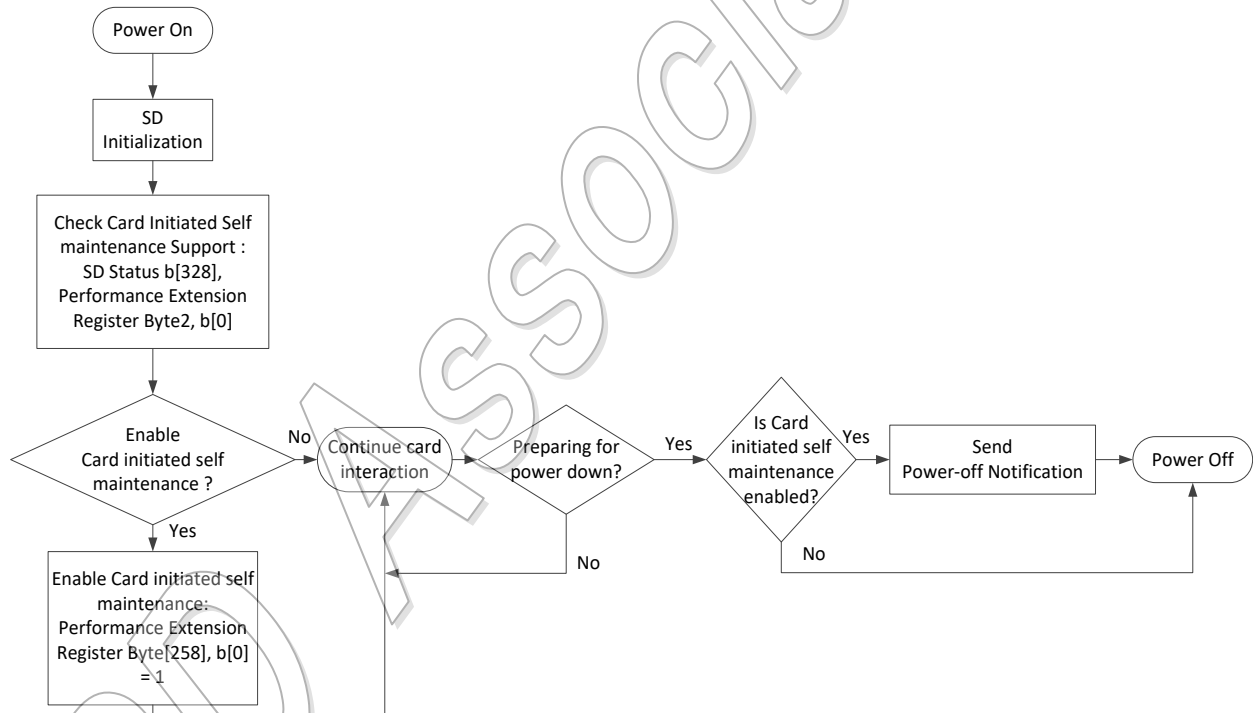 Power On
SD
Initialization
Check Card Initiated Self
maintenance Support :
SD Status b[328],
Performance Extension
Register Byte2, b[0]
Enable
Card initiated self
maintenance ?
No
Continue card
interaction
Preparing for
power down?
Yes
Is Card
initiated self
maintenance
enabled?
Yes
Send
Power-off Notification
Power Off
No
No
Yes
Enable Card initiated self
maintenance:
Performance Extension
Register Byte[258], b[0]
= 1
SD Associa